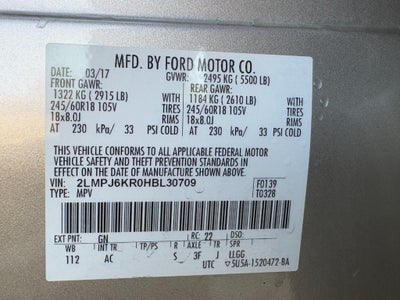 MFD. BY FORD MOTOR CO.
DATE: 03/17 GVWR: 2495 KG ( 5500 LB)
FRONT GAWR: REAR GAWR:
1322 KG ( 2915 LB) WITH 1184 KG ( 2610 LB) WITH
245/60R18 105V TIRES 245/60R18 105V TIRES
18x8.0J RIMS 18x8.0J RIMS
AT 230 kPa/ 33 PSI COLD AT 230 kPa/ 33 PSI COLD
THIS VEHICLE CONFORMS TO ALL APPLICABLE FEDERAL MOTOR
VEHICLE SAFETY AND THEFT PREVENTION STANDARDS IN
EFFECT ON THE DATE OF MANUFACTURE SHOWN ABOVE.
VIN: 2LMPJ6KR0HBL30709 F0139
TYPE: MPV T0328
EXT PNT: GN RC: 22 DSO:
WB INT TR TP/PS R AXLE TR SPR
112 AC S 3F J LLGG
UTC 5U5A-1520472-BA